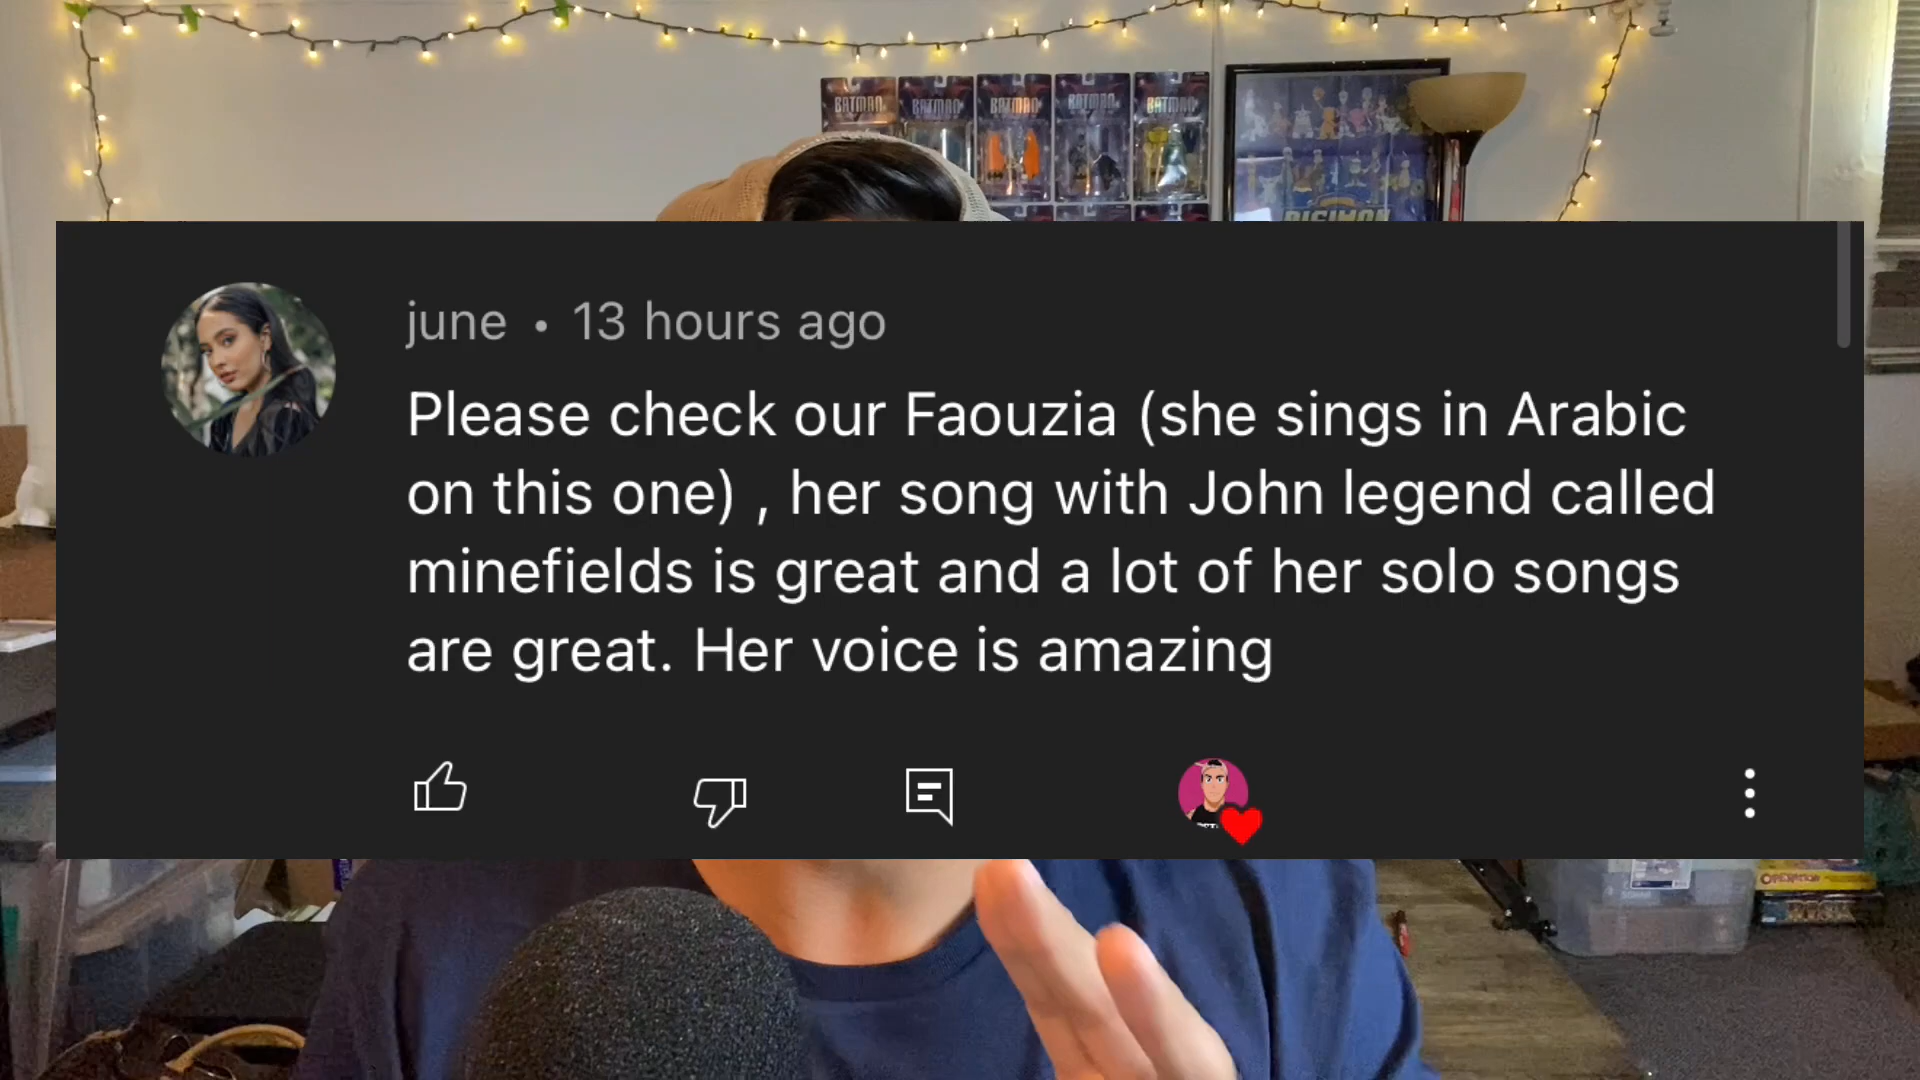 BATMAN BATMAN BATMAN BATMAN BATMAN
DIGIMON
june • 13 hours ago
Please check our Faouzia (she sings in Arabic
on this one) , her song with John legend called
minefields is great and a lot of her solo songs
are great. Her voice is amazing
OPERATION